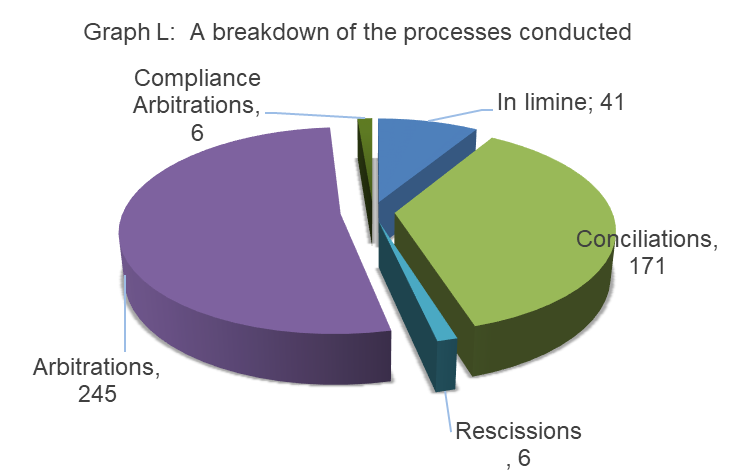 Graph L:  A breakdown of the processes conducted
Compliance
Arbitrations,
6
In limine; 41
Conciliations,
171
Arbitrations,
245
Rescissions
, 6